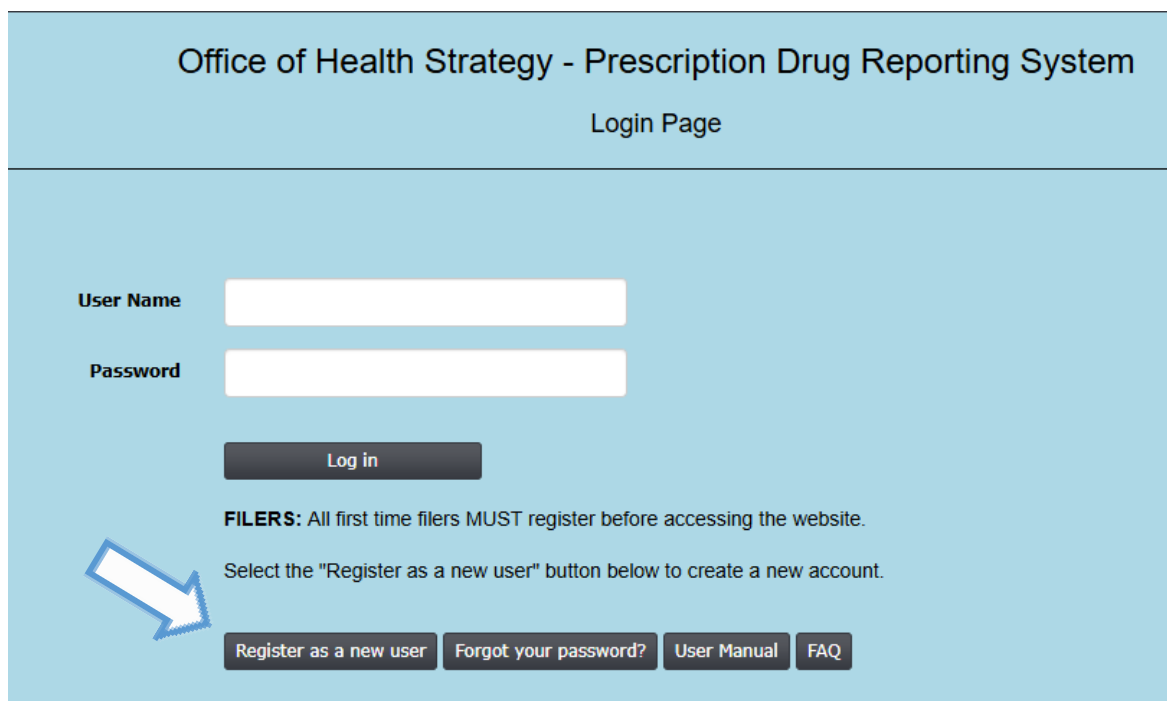 Office of Health Strategy - Prescription Drug Reporting System
Login Page
User Name
Password
Log in
FILERS: All first time filers MUST register before accessing the website.
Select the "Register as a new user" button below to create a new account.
Register as a new user Forgot your password? User Manual FAQ